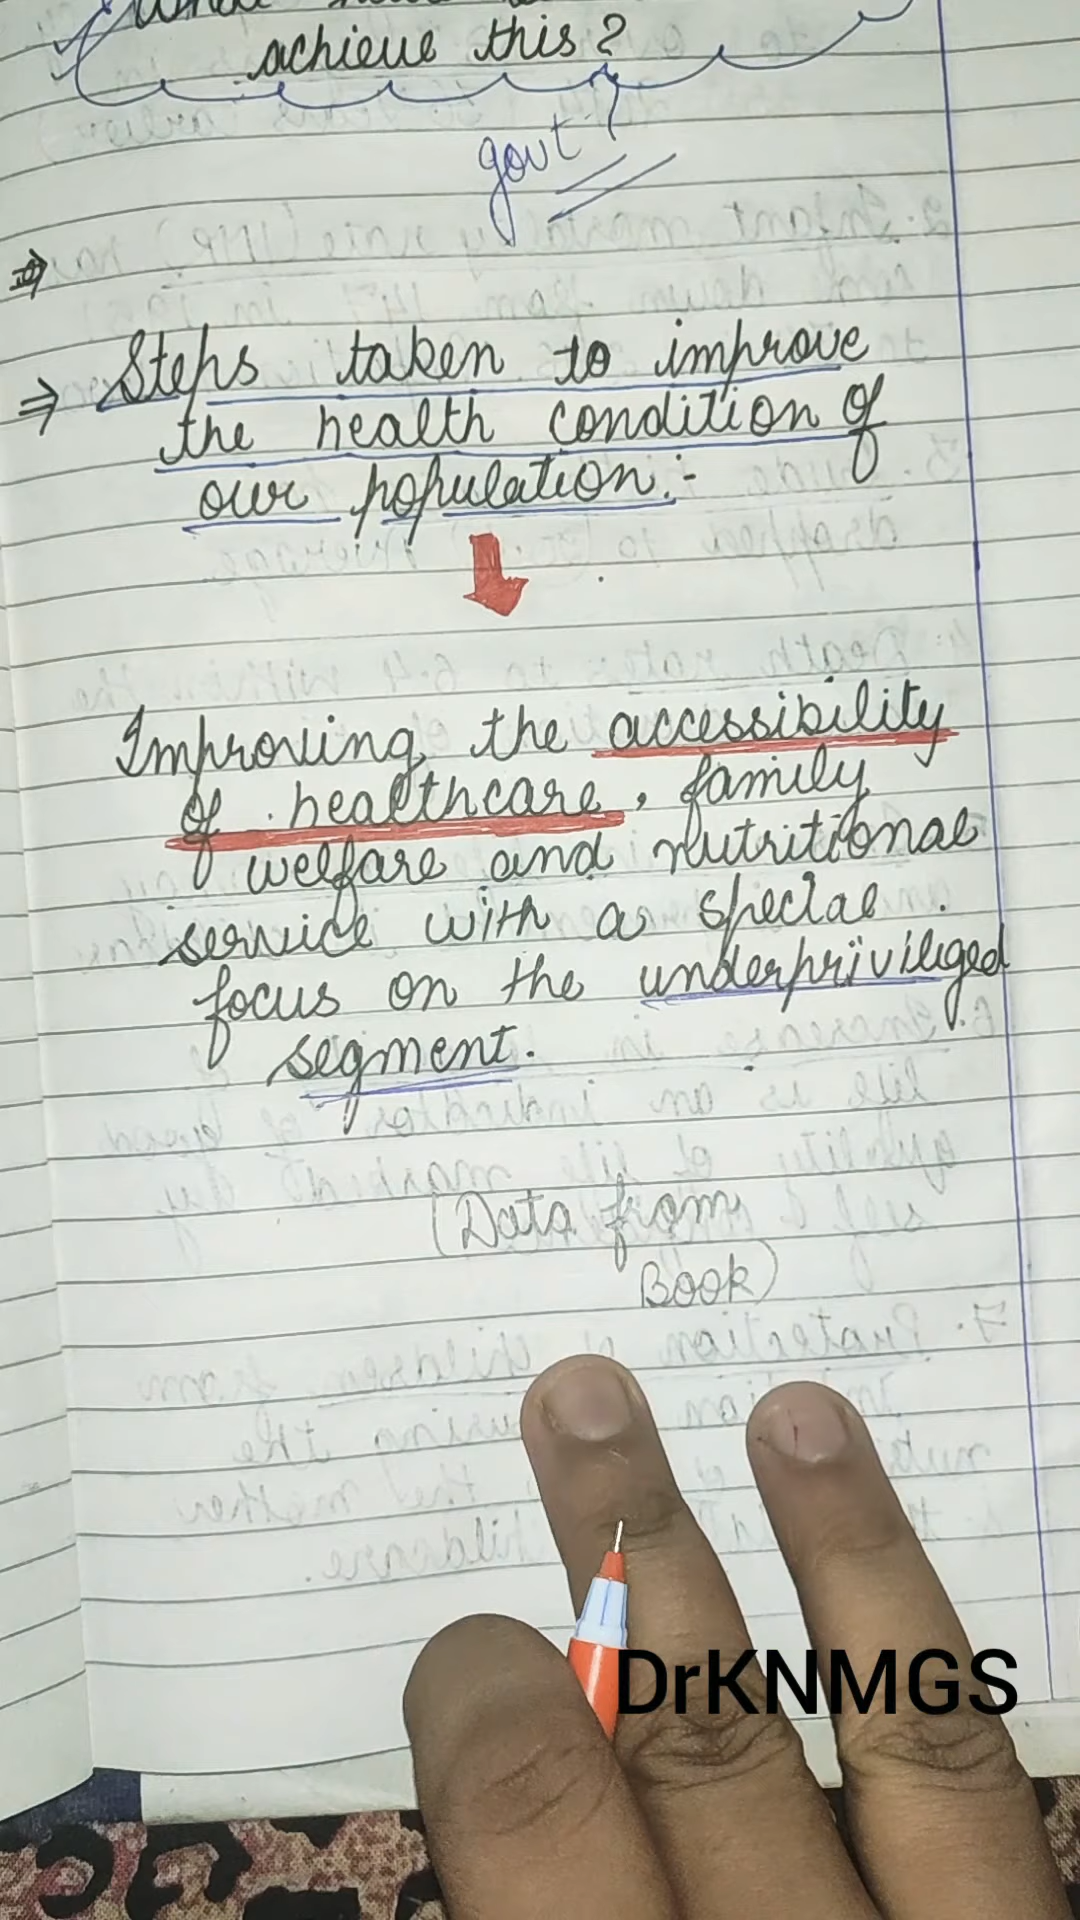 achieve this?
govt?
⇒
⇒ Steps taken to improve
the health condition of
our population:-
Improving the accessibility
of healthcare, family
welfare and nutritional
service with a special
focus on the underpriviliged
segment.
(Data from
Book)
DrKNMGS